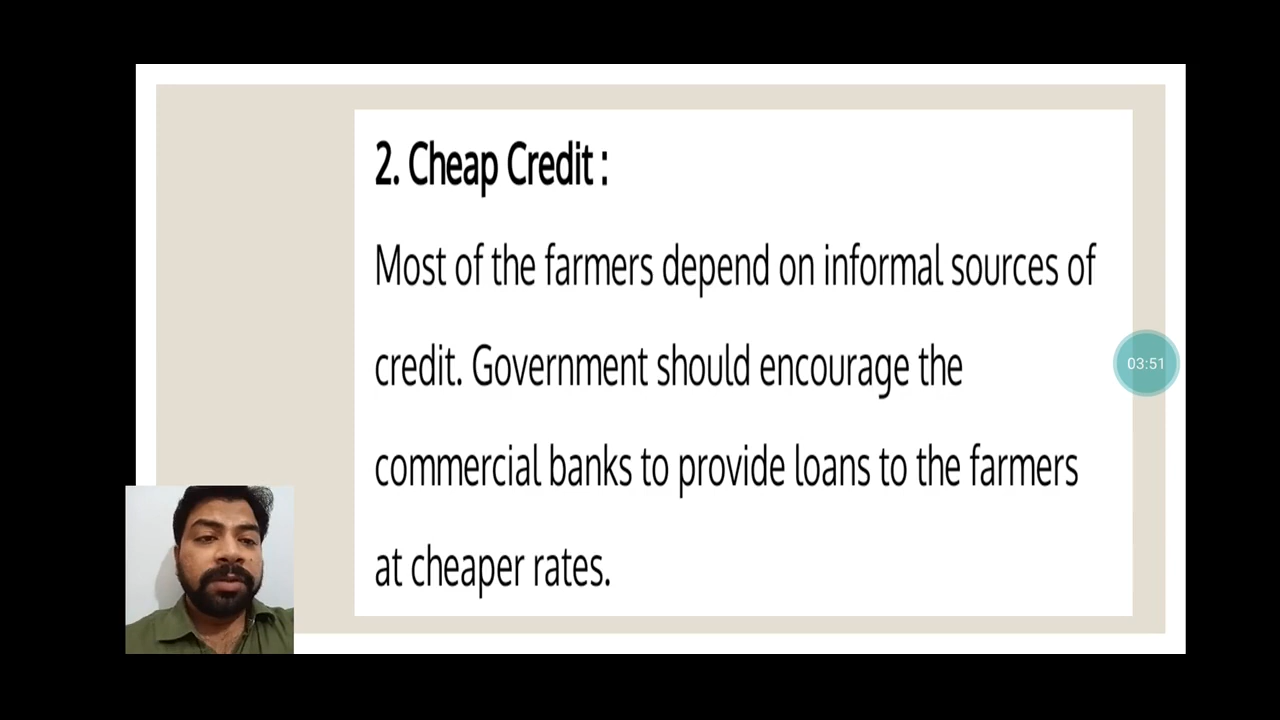 2. Cheap Credit :
Most of the farmers depend on informal sources of
credit. Government should encourage the
commercial banks to provide loans to the farmers
at cheaper rates.
03:51